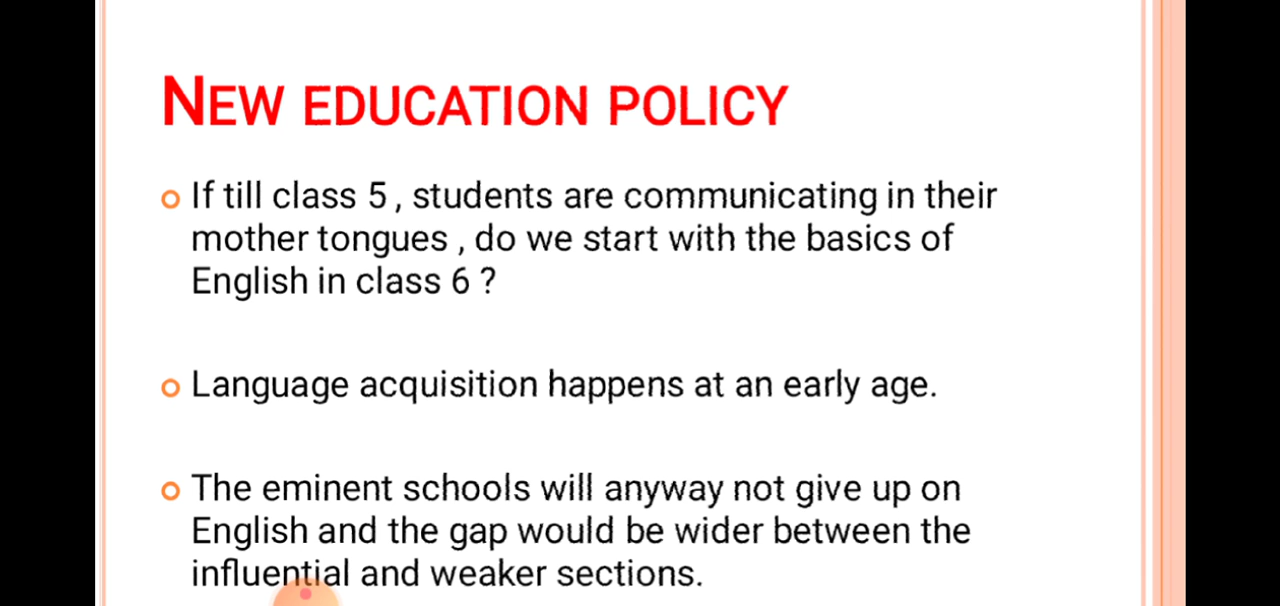 NEW EDUCATION POLICY
If till class 5 , students are communicating in their
mother tongues , do we start with the basics of
English in class 6 ?
Language acquisition happens at an early age.
The eminent schools will anyway not give up on
English and the gap would be wider between the
influential and weaker sections.